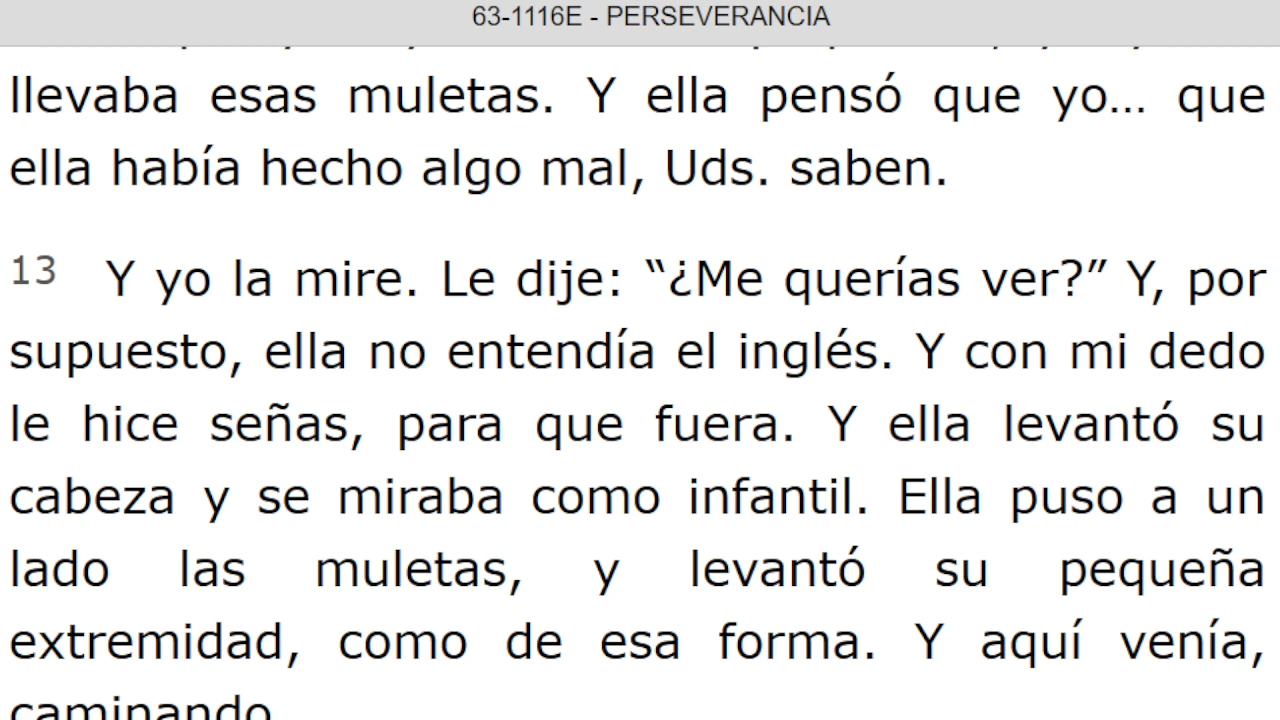 63-1116E - PERSEVERANCIA
llevaba esas muletas. Y ella pensó que yo... que
ella había hecho algo mal, Uds. saben.
13 Y yo la mire. Le dije: “¿Me querías ver?” Y, por
supuesto, ella no entendía el inglés. Y con mi dedo
le hice señas, para que fuera. Y ella levantó su
cabeza y se miraba como infantil. Ella puso a un
lado las muletas, y levantó su pequeña
extremidad, como de esa forma. Y aquí venía,
caminando